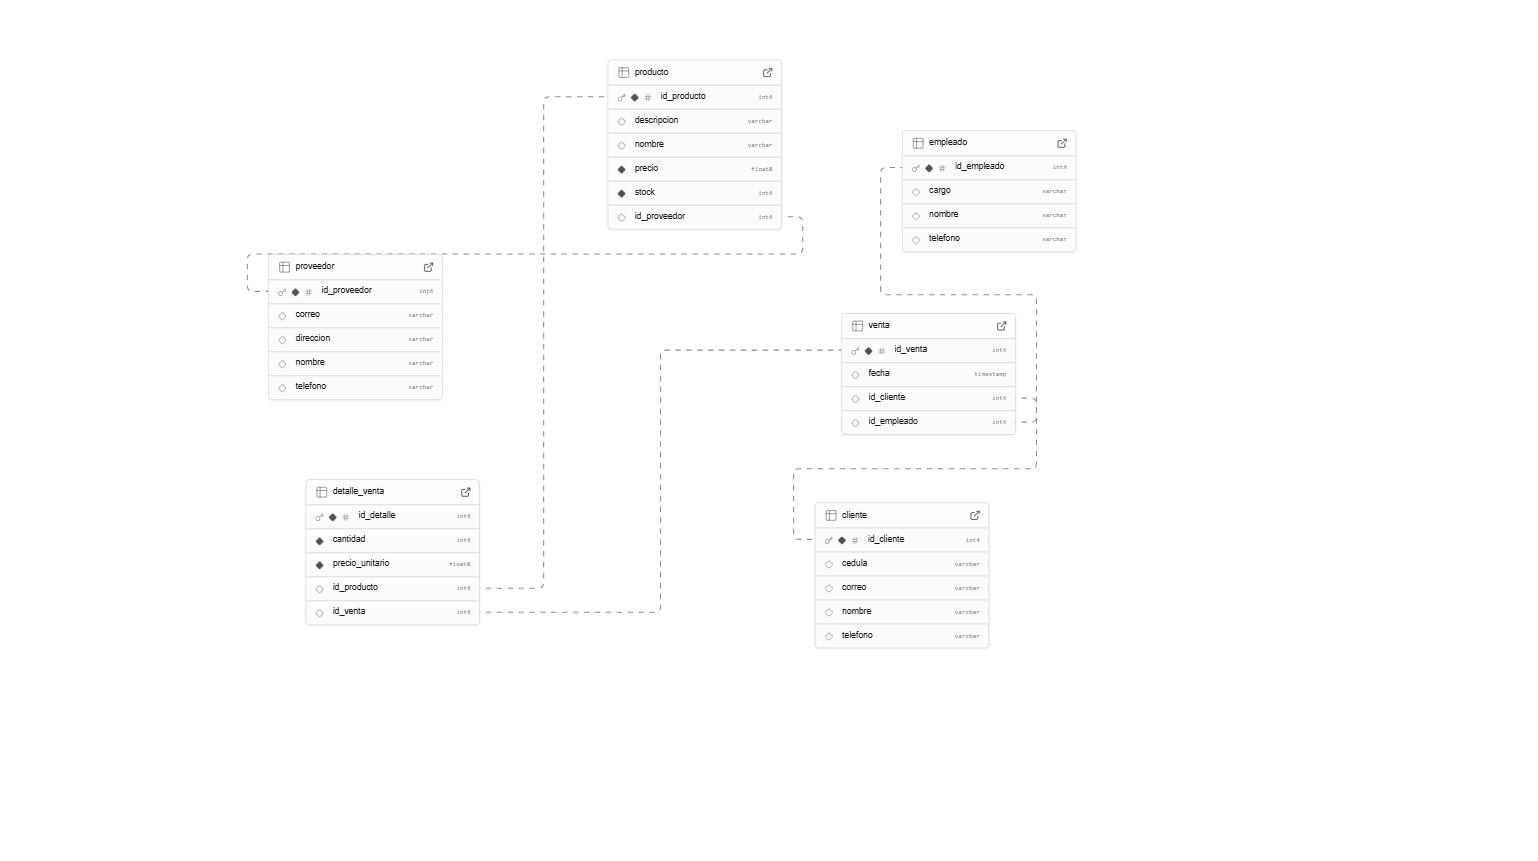 producto
id_producto int4
descripcion varchar
nombre varchar
precio float8
stock int4
id_proveedor int4
empleado
id_empleado int4
cargo varchar
nombre varchar
telefono varchar
proveedor
id_proveedor int4
correo varchar
direccion varchar
nombre varchar
telefono varchar
venta
id_venta int4
fecha timestamp
id_cliente int4
id_empleado int4
detalle_venta
id_detalle int4
cantidad int4
precio_unitario float8
id_producto int4
id_venta int4
cliente
id_cliente int4
cedula varchar
correo varchar
nombre varchar
telefono varchar